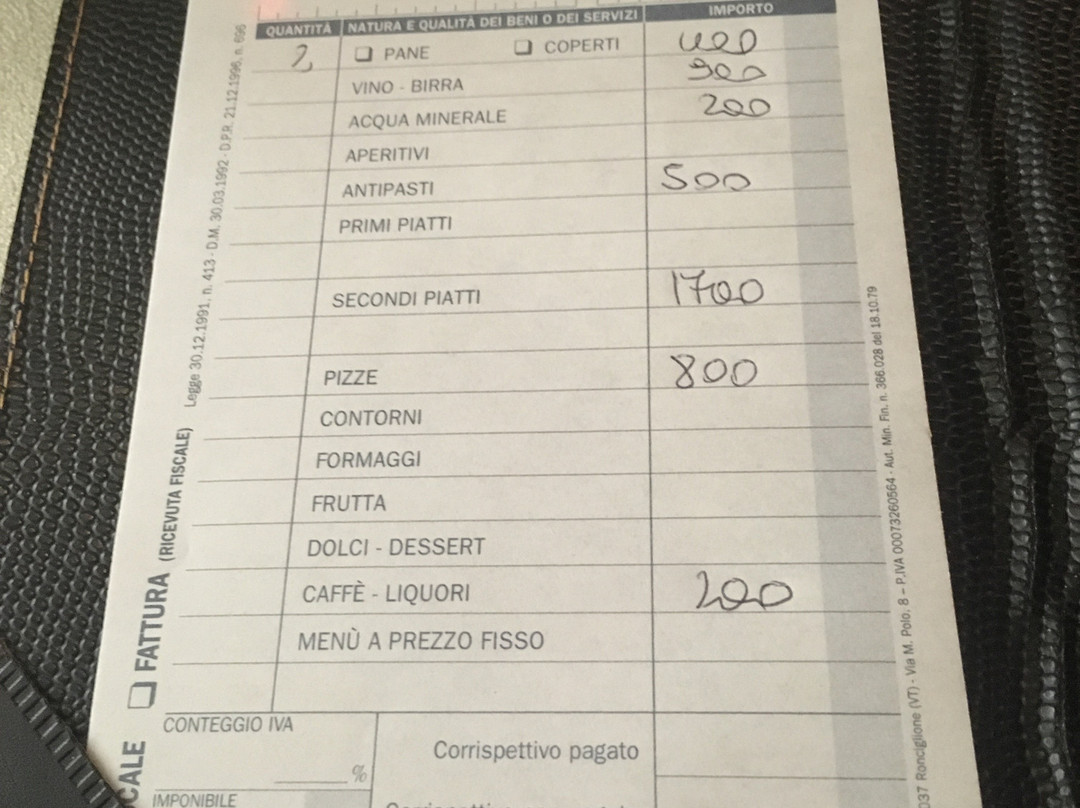 QUANTITÀ NATURA E QUALITÀ DEI BENI O DEI SERVIZI IMPORTO
2 ☐ PANE ☐ COPERTI 400
VINO - BIRRA 900
ACQUA MINERALE 200
APERITIVI
ANTIPASTI 500
PRIMI PIATTI
SECONDI PIATTI 1700
PIZZE 800
CONTORNI
FORMAGGI
FRUTTA
DOLCI - DESSERT
CAFFÈ - LIQUORI 200
MENÙ A PREZZO FISSO
CONTEGGIO IVA
Corrispettivo pagato
%
IMPONIBILE
Legge 30.12.1991, n. 413 - D.M. 30.03.1992 - D.P.R. 21.12.1996, n. 696
CALE ☐ FATTURA (RICEVUTA FISCALE)
037 Ronciglione (VT) - Via M. Polo, 8 – P.IVA 00073260564 - Aut. Min. Fin. n. 366.028 del 18.10.79